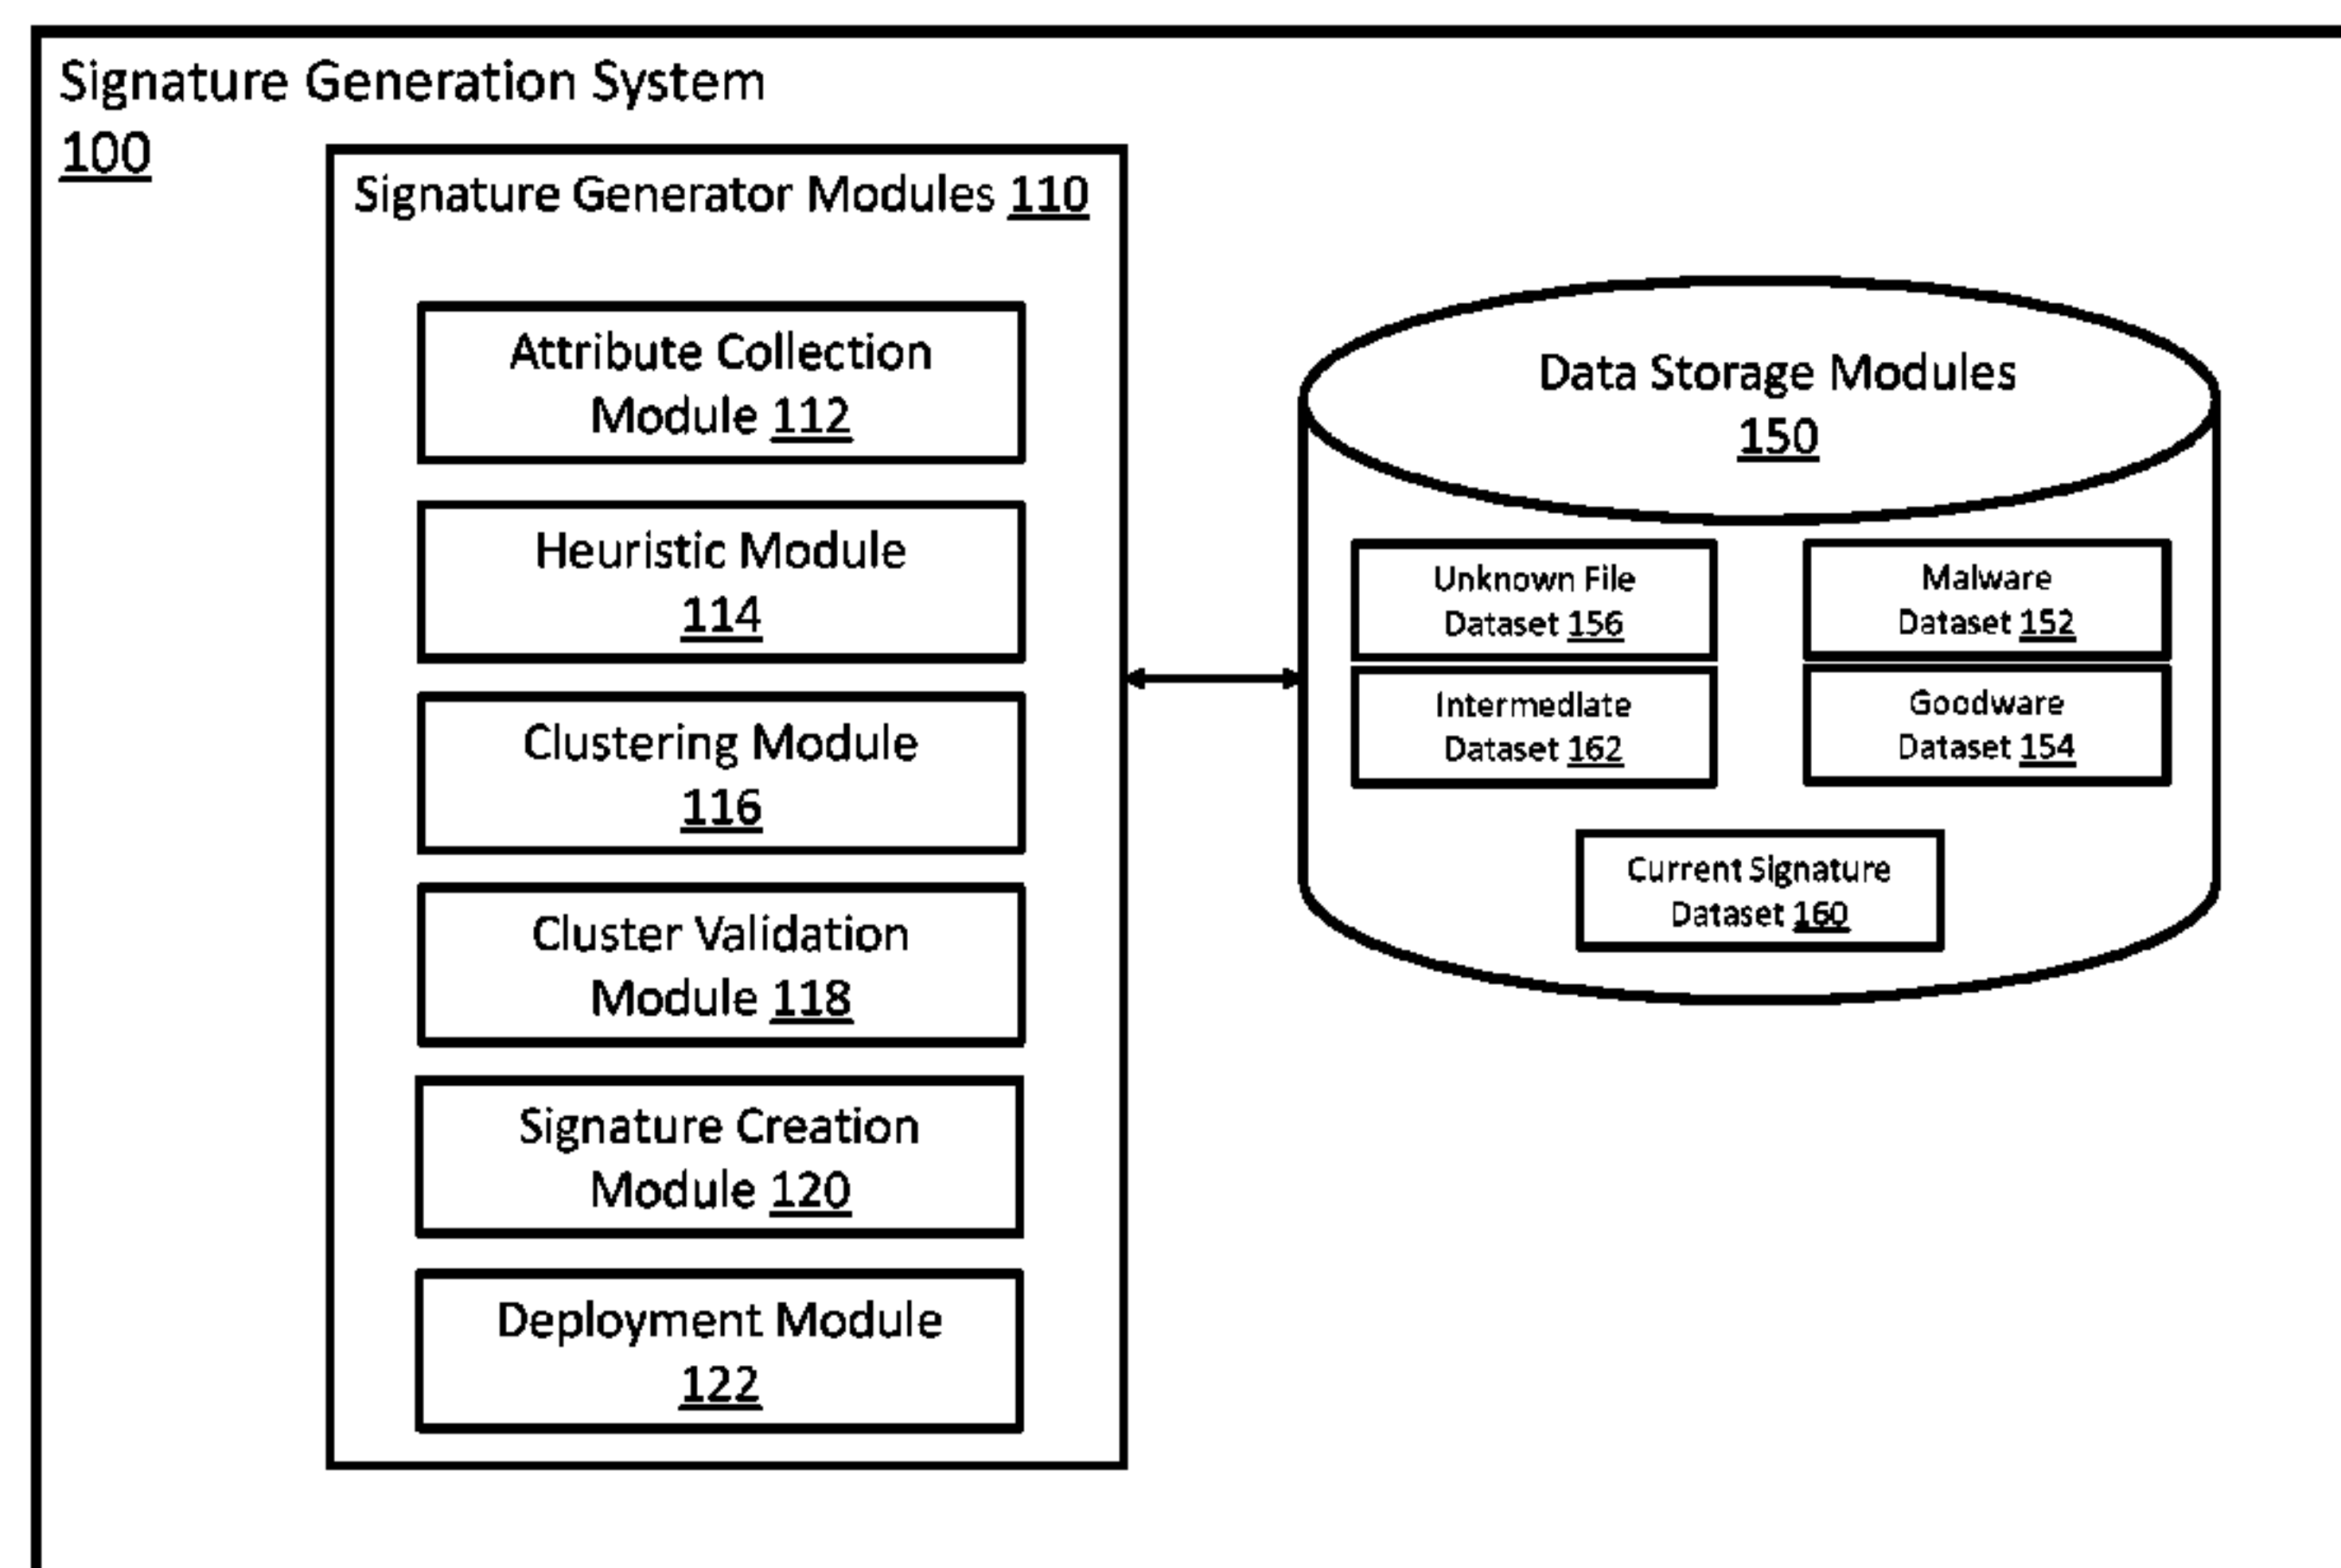 Signature Generation System
100
Signature Generator Modules 110
Attribute Collection
Module 112
Heuristic Module
114
Clustering Module
116
Cluster Validation
Module 118
Signature Creation
Module 120
Deployment Module
122
Data Storage Modules
150
Unknown File
Dataset 156
Malware
Dataset 152
Intermediate
Dataset 162
Goodware
Dataset 154
Current Signature
Dataset 160